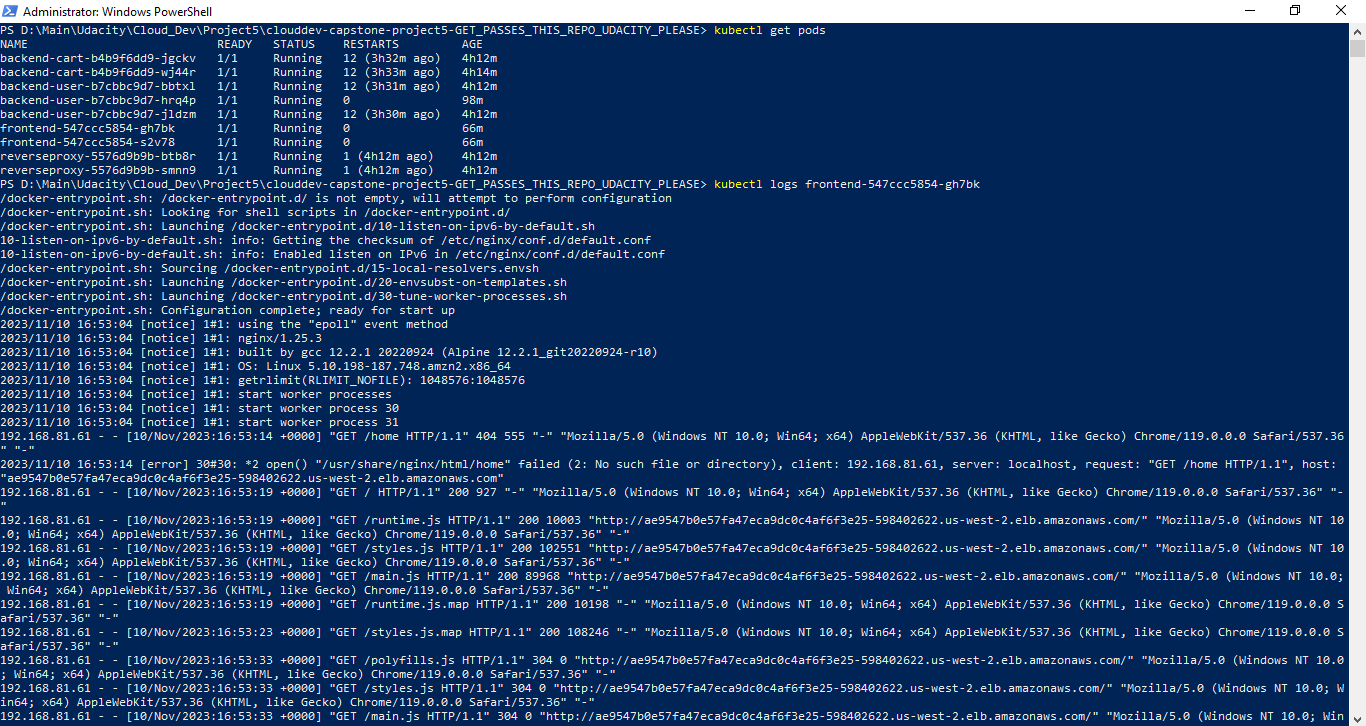 Administrator: Windows PowerShell
PS D:\Main\Udacity\Cloud_Dev\Project5\clouddev-capstone-project5-GET_PASSES_THIS_REPO_UDACITY_PLEASE> kubectl get pods
NAME READY STATUS RESTARTS AGE
backend-cart-b4b9f6dd9-jgckv 1/1 Running 12 (3h32m ago) 4h12m
backend-cart-b4b9f6dd9-wj44r 1/1 Running 12 (3h33m ago) 4h14m
backend-user-b7cbbc9d7-bbtxl 1/1 Running 12 (3h31m ago) 4h12m
backend-user-b7cbbc9d7-hrq4p 1/1 Running 0 98m
backend-user-b7cbbc9d7-jldzm 1/1 Running 12 (3h30m ago) 4h12m
frontend-547ccc5854-gh7bk 1/1 Running 0 66m
frontend-547ccc5854-s2v78 1/1 Running 0 66m
reverseproxy-5576d9b9b-btb8r 1/1 Running 1 (4h12m ago) 4h12m
reverseproxy-5576d9b9b-smnn9 1/1 Running 1 (4h12m ago) 4h12m
PS D:\Main\Udacity\Cloud_Dev\Project5\clouddev-capstone-project5-GET_PASSES_THIS_REPO_UDACITY_PLEASE> kubectl logs frontend-547ccc5854-gh7bk
/docker-entrypoint.sh: /docker-entrypoint.d/ is not empty, will attempt to perform configuration
/docker-entrypoint.sh: Looking for shell scripts in /docker-entrypoint.d/
/docker-entrypoint.sh: Launching /docker-entrypoint.d/10-listen-on-ipv6-by-default.sh
10-listen-on-ipv6-by-default.sh: info: Getting the checksum of /etc/nginx/conf.d/default.conf
10-listen-on-ipv6-by-default.sh: info: Enabled listen on IPv6 in /etc/nginx/conf.d/default.conf
/docker-entrypoint.sh: Sourcing /docker-entrypoint.d/15-local-resolvers.envsh
/docker-entrypoint.sh: Launching /docker-entrypoint.d/20-envsubst-on-templates.sh
/docker-entrypoint.sh: Launching /docker-entrypoint.d/30-tune-worker-processes.sh
/docker-entrypoint.sh: Configuration complete; ready for start up
2023/11/10 16:53:04 [notice] 1#1: using the "epoll" event method
2023/11/10 16:53:04 [notice] 1#1: nginx/1.25.3
2023/11/10 16:53:04 [notice] 1#1: built by gcc 12.2.1 20220924 (Alpine 12.2.1_git20220924-r10)
2023/11/10 16:53:04 [notice] 1#1: OS: Linux 5.10.198-187.748.amzn2.x86_64
2023/11/10 16:53:04 [notice] 1#1: getrlimit(RLIMIT_NOFILE): 1048576:1048576
2023/11/10 16:53:04 [notice] 1#1: start worker processes
2023/11/10 16:53:04 [notice] 1#1: start worker process 30
2023/11/10 16:53:04 [notice] 1#1: start worker process 31
192.168.81.61 - - [10/Nov/2023:16:53:14 +0000] "GET /home HTTP/1.1" 404 555 "-" "Mozilla/5.0 (Windows NT 10.0; Win64; x64) AppleWebKit/537.36 (KHTML, like Gecko) Chrome/119.0.0.0 Safari/537.36
" "-"
2023/11/10 16:53:14 [error] 30#30: *2 open() "/usr/share/nginx/html/home" failed (2: No such file or directory), client: 192.168.81.61, server: localhost, request: "GET /home HTTP/1.1", host:
"ae9547b0e57fa47eca9dc0c4af6f3e25-598402622.us-west-2.elb.amazonaws.com"
192.168.81.61 - - [10/Nov/2023:16:53:19 +0000] "GET / HTTP/1.1" 200 927 "-" "Mozilla/5.0 (Windows NT 10.0; Win64; x64) AppleWebKit/537.36 (KHTML, like Gecko) Chrome/119.0.0.0 Safari/537.36" "-
"
192.168.81.61 - - [10/Nov/2023:16:53:19 +0000] "GET /runtime.js HTTP/1.1" 200 10003 "http://ae9547b0e57fa47eca9dc0c4af6f3e25-598402622.us-west-2.elb.amazonaws.com/" "Mozilla/5.0 (Windows NT 10
.0; Win64; x64) AppleWebKit/537.36 (KHTML, like Gecko) Chrome/119.0.0.0 Safari/537.36" "-"
192.168.81.61 - - [10/Nov/2023:16:53:19 +0000] "GET /styles.js HTTP/1.1" 200 102551 "http://ae9547b0e57fa47eca9dc0c4af6f3e25-598402622.us-west-2.elb.amazonaws.com/" "Mozilla/5.0 (Windows NT 10
.0; Win64; x64) AppleWebKit/537.36 (KHTML, like Gecko) Chrome/119.0.0.0 Safari/537.36" "-"
192.168.81.61 - - [10/Nov/2023:16:53:19 +0000] "GET /main.js HTTP/1.1" 200 89968 "http://ae9547b0e57fa47eca9dc0c4af6f3e25-598402622.us-west-2.elb.amazonaws.com/" "Mozilla/5.0 (Windows NT 10.0;
Win64; x64) AppleWebKit/537.36 (KHTML, like Gecko) Chrome/119.0.0.0 Safari/537.36" "-"
192.168.81.61 - - [10/Nov/2023:16:53:19 +0000] "GET /runtime.js.map HTTP/1.1" 200 10198 "-" "Mozilla/5.0 (Windows NT 10.0; Win64; x64) AppleWebKit/537.36 (KHTML, like Gecko) Chrome/119.0.0.0 S
afari/537.36" "-"
192.168.81.61 - - [10/Nov/2023:16:53:23 +0000] "GET /styles.js.map HTTP/1.1" 200 108246 "-" "Mozilla/5.0 (Windows NT 10.0; Win64; x64) AppleWebKit/537.36 (KHTML, like Gecko) Chrome/119.0.0.0 S
afari/537.36" "-"
192.168.81.61 - - [10/Nov/2023:16:53:33 +0000] "GET /polyfills.js HTTP/1.1" 304 0 "http://ae9547b0e57fa47eca9dc0c4af6f3e25-598402622.us-west-2.elb.amazonaws.com/" "Mozilla/5.0 (Windows NT 10.0
; Win64; x64) AppleWebKit/537.36 (KHTML, like Gecko) Chrome/119.0.0.0 Safari/537.36" "-"
192.168.81.61 - - [10/Nov/2023:16:53:33 +0000] "GET /styles.js HTTP/1.1" 304 0 "http://ae9547b0e57fa47eca9dc0c4af6f3e25-598402622.us-west-2.elb.amazonaws.com/" "Mozilla/5.0 (Windows NT 10.0; W
in64; x64) AppleWebKit/537.36 (KHTML, like Gecko) Chrome/119.0.0.0 Safari/537.36" "-"
192.168.81.61 - - [10/Nov/2023:16:53:33 +0000] "GET /main.js HTTP/1.1" 304 0 "http://ae9547b0e57fa47eca9dc0c4af6f3e25-598402622.us-west-2.elb.amazonaws.com/" "Mozilla/5.0 (Windows NT 10.0; Win